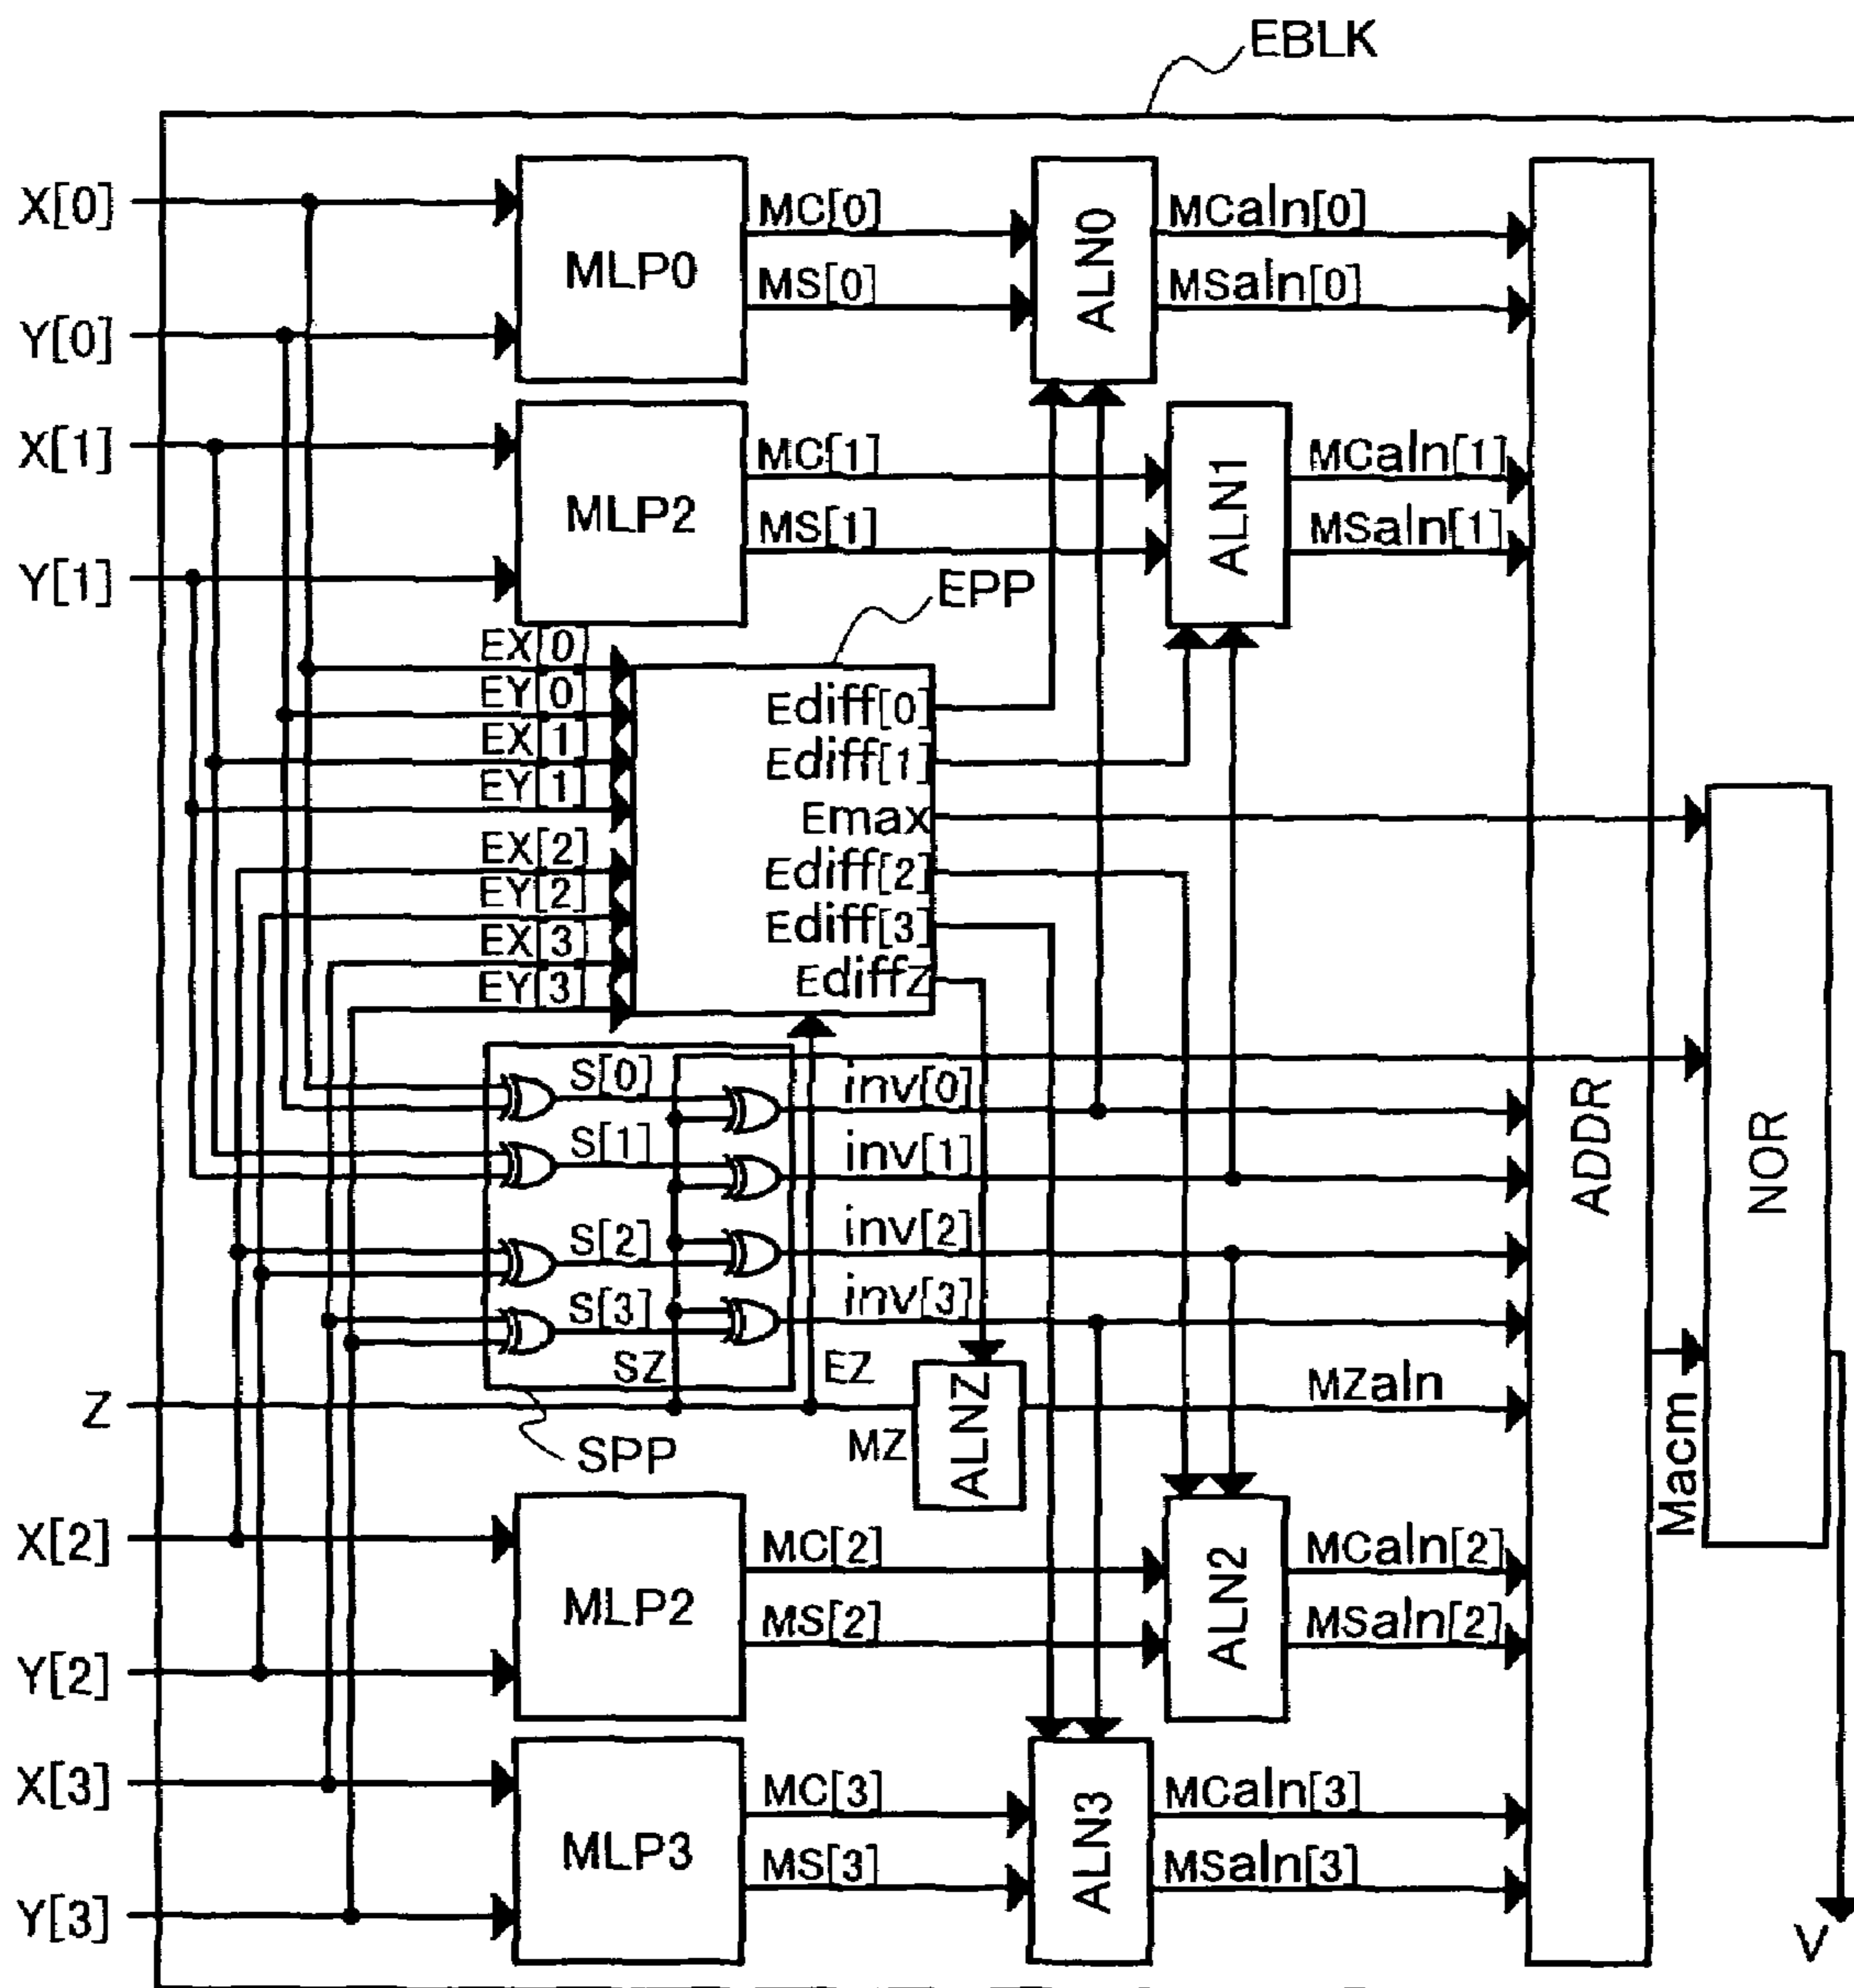 EBLK
X[0]
MLP0
MC[0]
MS[0]
ALN0
MCaln[0]
MSaln[0]
Y[0]
X[1]
MLP2
MC[1]
MS[1]
ALN1
MCaln[1]
MSaln[1]
Y[1]
EPP
EX[0]
EY[0]
EX[1]
EY[1]
EX[2]
EY[2]
EX[3]
EY[3]
Ediff[0]
Ediff[1]
Emax
Ediff[2]
Ediff[3]
EdiffZ
S[0]
S[1]
S[2]
S[3]
SZ
EZ
inv[0]
inv[1]
inv[2]
inv[3]
ADDR
NOR
Z
SPP
MZ
ALNZ
MZaln
Macm
X[2]
MLP2
MC[2]
MS[2]
ALN2
MCaln[2]
MSaln[2]
Y[2]
X[3]
MLP3
MC[3]
MS[3]
ALN3
MCaln[3]
MSaln[3]
Y[3]
V